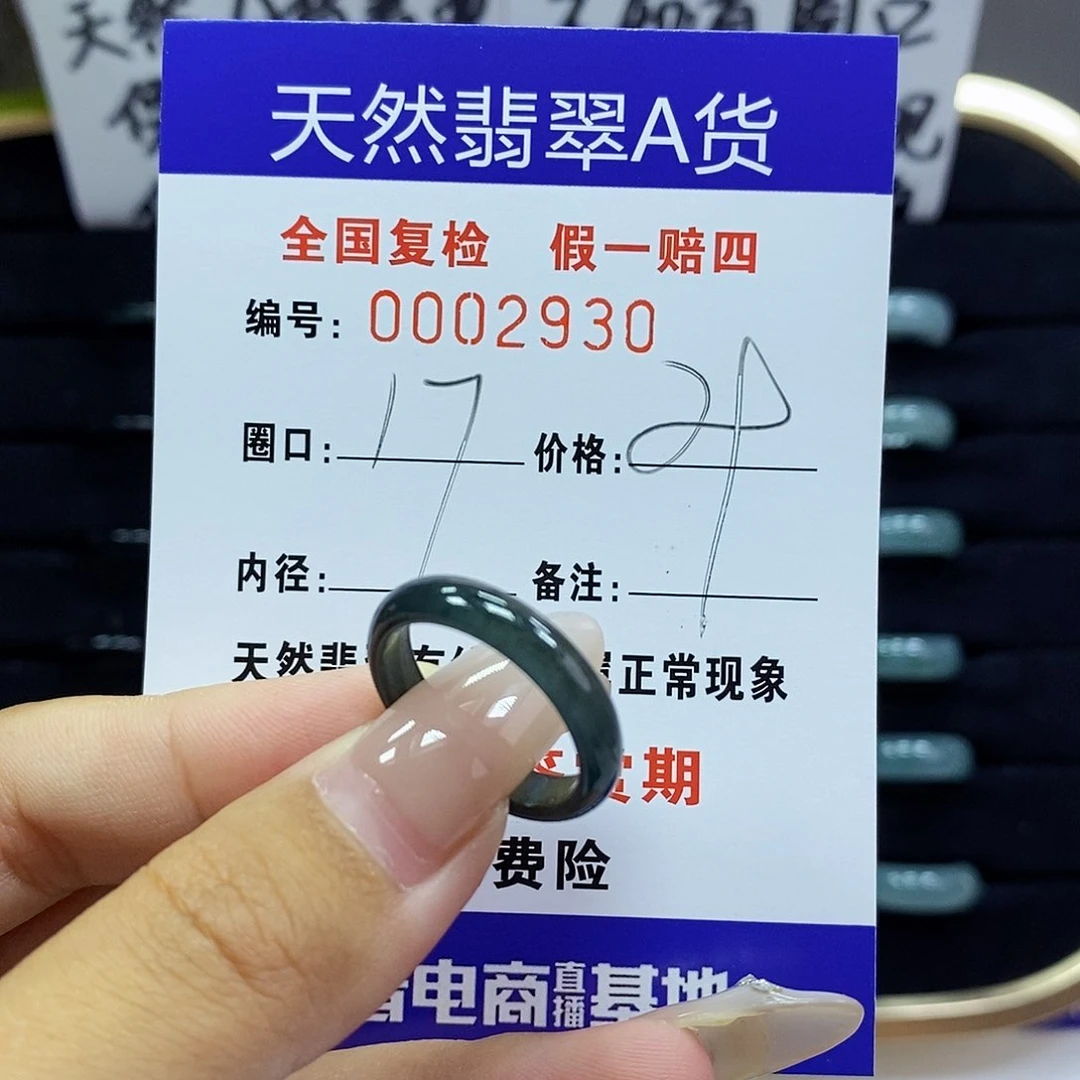 天然翡翠A货
全国复检 假一赔四
编号: 0002930
圈口: 17 价格:
内径: 备注:
天然翡 正常现象
货期
费险
电商直播基地